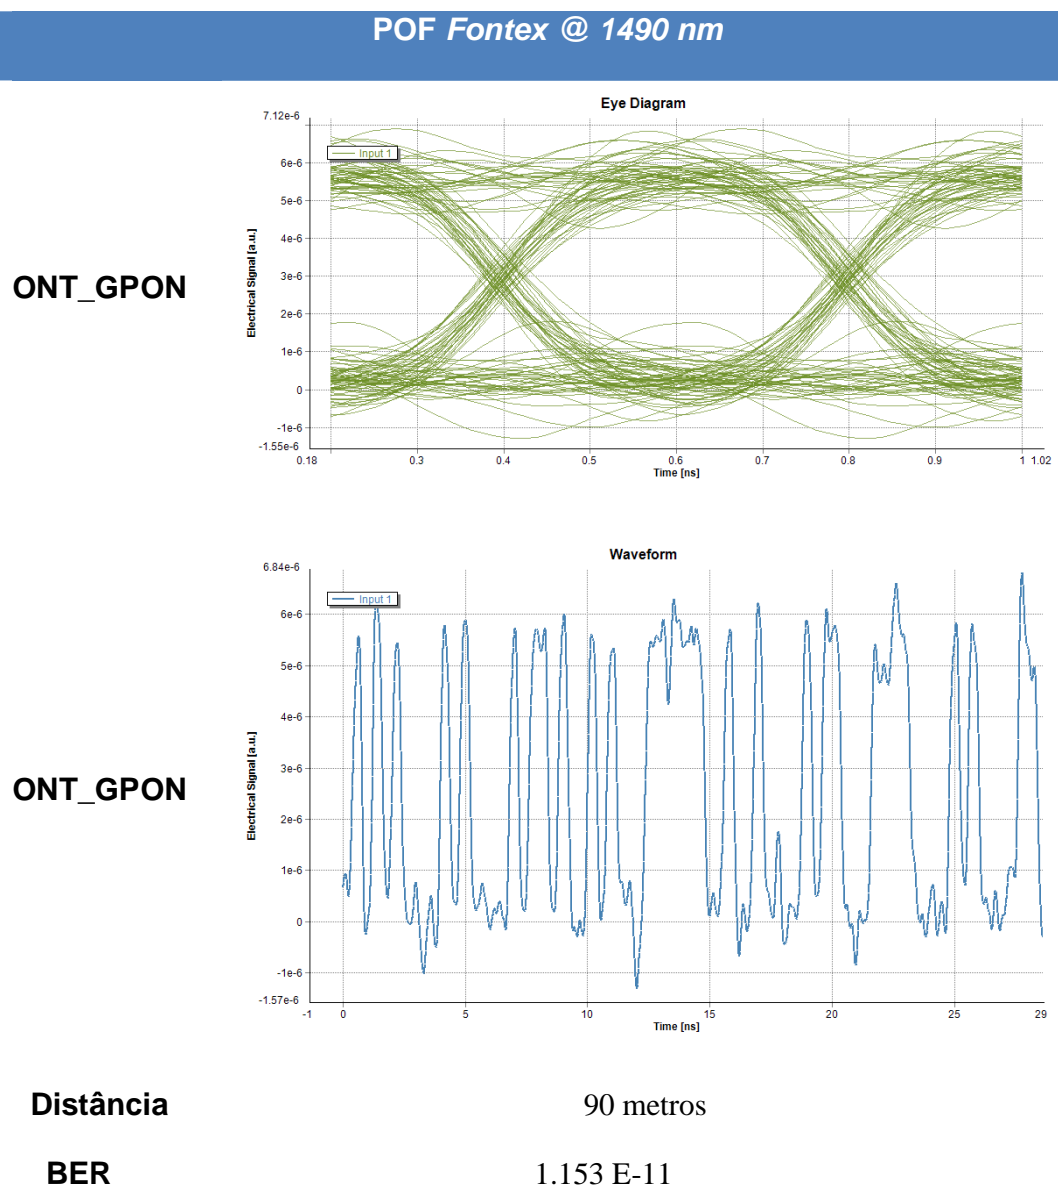 POF Fontex @ 1490 nm
Eye Diagram
7.12e-6
Input 1
6e-6
5e-6
4e-6
ONT_GPON
Electrical Signal [a.u.]
3e-6
2e-6
1e-6
0
-1e-6
-1.55e-6
0.18 0.3 0.4 0.5 0.6 0.7 0.8 0.9 1 1.02
Time [ns]
Waveform
6.84e-6
Input 1
6e-6
5e-6
4e-6
ONT_GPON
Electrical Signal [a.u.]
3e-6
2e-6
1e-6
0
-1e-6
-1.57e-6
-1 0 5 10 15 20 25 29
Time [ns]
Distância 90 metros
BER 1.153 E-11